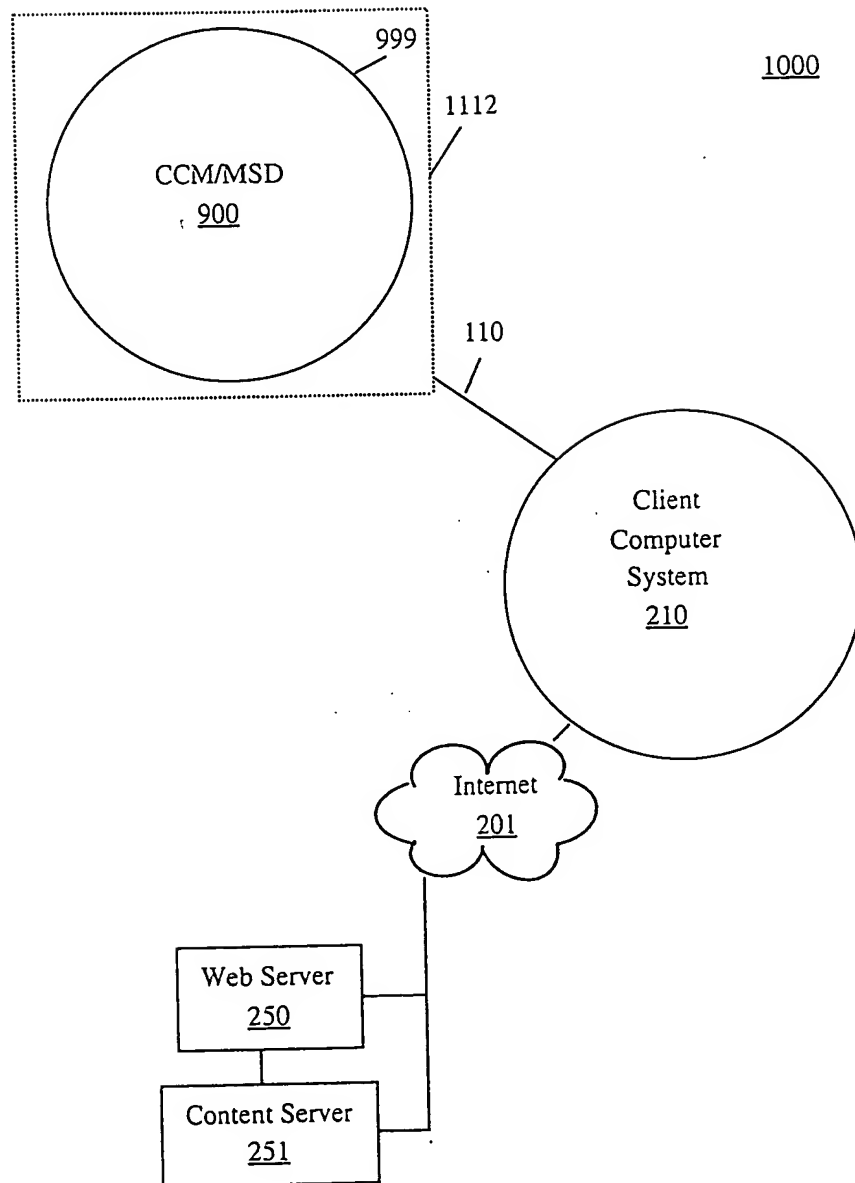 999
1000
1112
CCM/MSD
900
110
Client
Computer
System
210
Internet
201
Web Server
250
Content Server
251